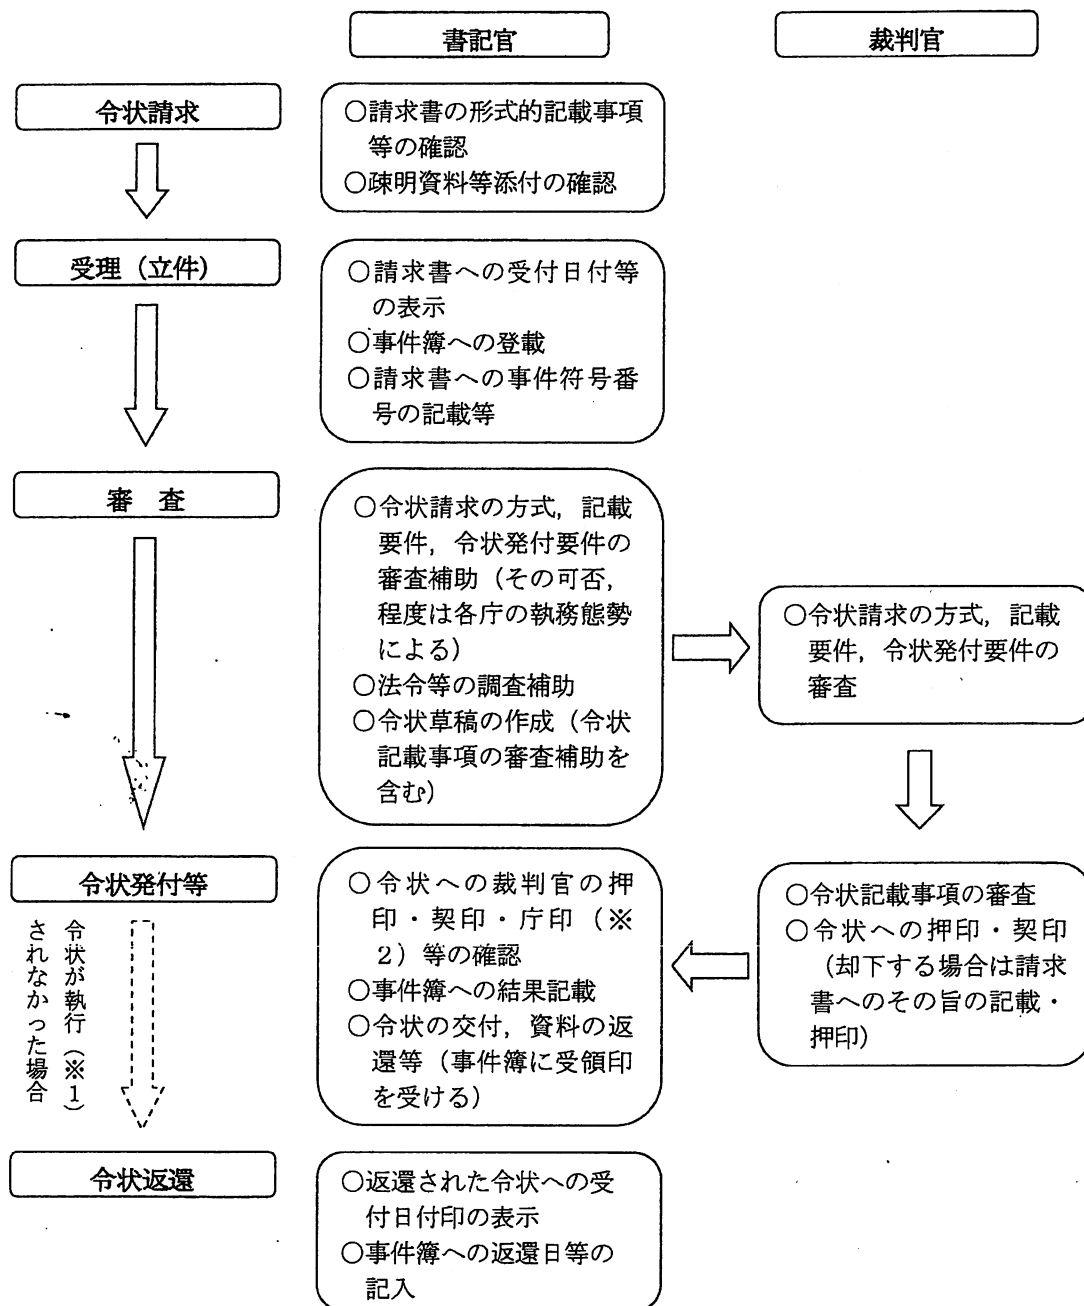 書記官
裁判官
令状請求
○請求書の形式的記載事項
等の確認
○疎明資料等添付の確認
受理（立件）
○請求書への受付日付等
の表示
○事件簿への登載
○請求書への事件符号番
号の記載等
審　査
○令状請求の方式，記載
要件，令状発付要件の
審査補助（その可否，
程度は各庁の執務態勢
による）
○法令等の調査補助
○令状草稿の作成（令状
記載事項の審査補助を
含む）
○令状請求の方式，記載
要件，令状発付要件の
審査
令状発付等
○令状への裁判官の押
印・契印・庁印（※
２）等の確認
○事件簿への結果記載
○令状の交付，資料の返
還等（事件簿に受領印
を受ける）
○令状記載事項の審査
○令状への押印・契印
（却下する場合は請求
書へのその旨の記載・
押印）
令状が執行（※1）
されなかった場合
令状返還
○返還された令状への受
付日付印の表示
○事件簿への返還日等の
記入